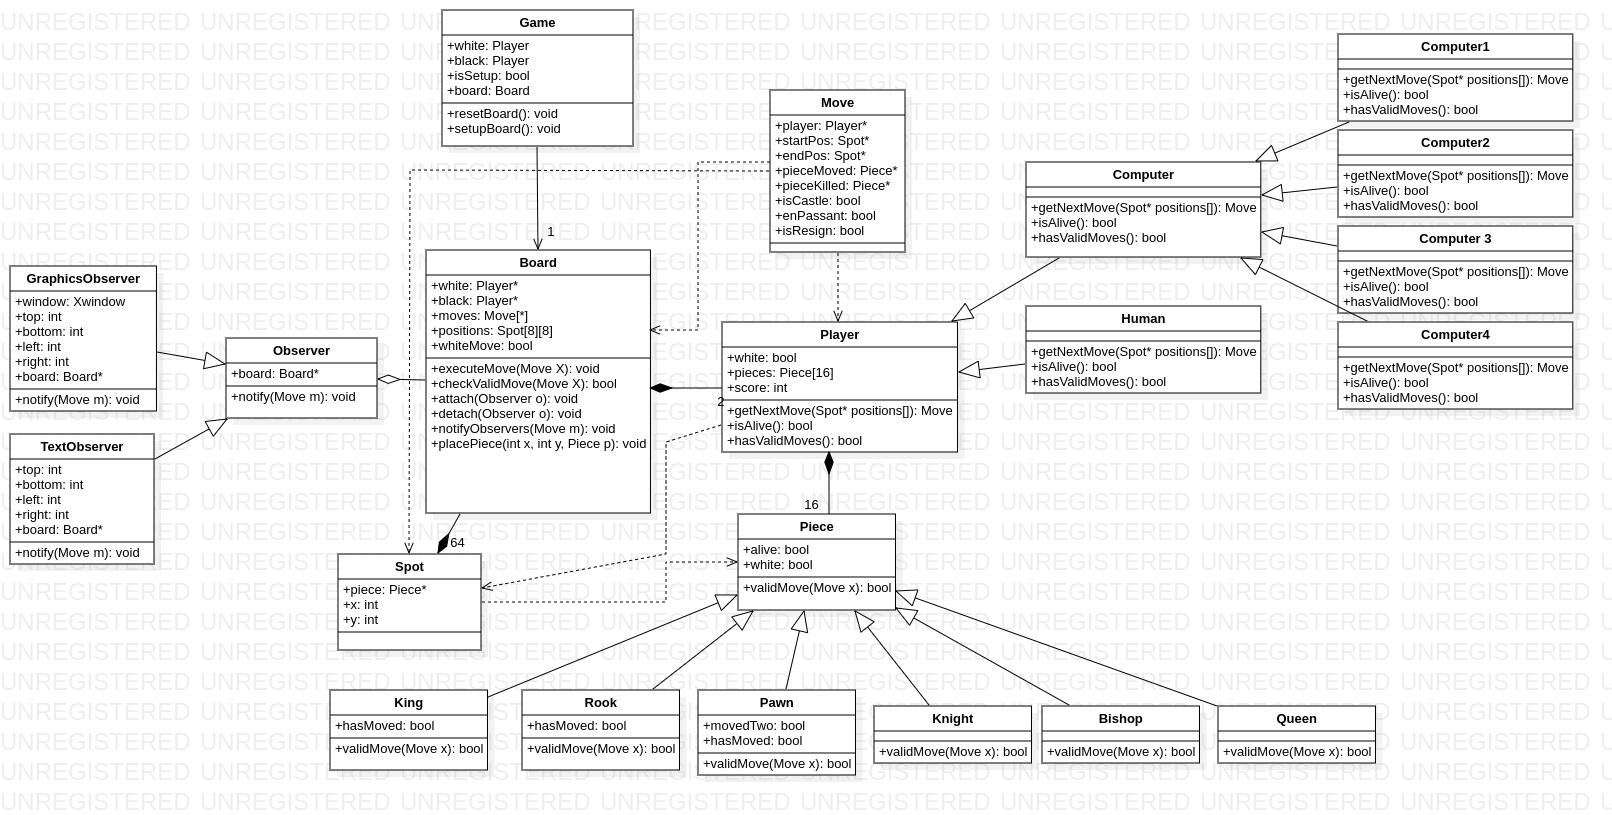 Game
+white: Player
+black: Player
+isSetup: bool
+board: Board
+resetBoard(): void
+setupBoard(): void
1
Move
+player: Player*
+startPos: Spot*
+endPos: Spot*
+pieceMoved: Piece*
+pieceKilled: Piece*
+isCastle: bool
+enPassant: bool
+isResign: bool
Computer1
+getNextMove(Spot* positions[]): Move
+isAlive(): bool
+hasValidMoves(): bool
Computer2
+getNextMove(Spot* positions[]): Move
+isAlive(): bool
+hasValidMoves(): bool
Computer
+getNextMove(Spot* positions[]): Move
+isAlive(): bool
+hasValidMoves(): bool
Computer 3
+getNextMove(Spot* positions[]): Move
+isAlive(): bool
+hasValidMoves(): bool
Human
+getNextMove(Spot* positions[]): Move
+isAlive(): bool
+hasValidMoves(): bool
Computer4
+getNextMove(Spot* positions[]): Move
+isAlive(): bool
+hasValidMoves(): bool
GraphicsObserver
+window: Xwindow
+top: int
+bottom: int
+left: int
+right: int
+board: Board*
+notify(Move m): void
Observer
+board: Board*
+notify(Move m): void
TextObserver
+top: int
+bottom: int
+left: int
+right: int
+board: Board*
+notify(Move m): void
Board
+white: Player*
+black: Player*
+moves: Move[*]
+positions: Spot[8][8]
+whiteMove: bool
+executeMove(Move X): void
+checkValidMove(Move X): bool
+attach(Observer o): void
+detach(Observer o): void
+notifyObservers(Move m): void
+placePiece(int x, int y, Piece p): void
64
Player
+white: bool
+pieces: Piece[16]
+score: int
2
+getNextMove(Spot* positions[]): Move
+isAlive(): bool
+hasValidMoves(): bool
16
Piece
+alive: bool
+white: bool
+validMove(Move x): bool
Spot
+piece: Piece*
+x: int
+y: int
King
+hasMoved: bool
+validMove(Move x): bool
Rook
+hasMoved: bool
+validMove(Move x): bool
Pawn
+movedTwo: bool
+hasMoved: bool
+validMove(Move x): bool
Knight
+validMove(Move x): bool
Bishop
+validMove(Move x): bool
Queen
+validMove(Move x): bool
UNREGISTERED